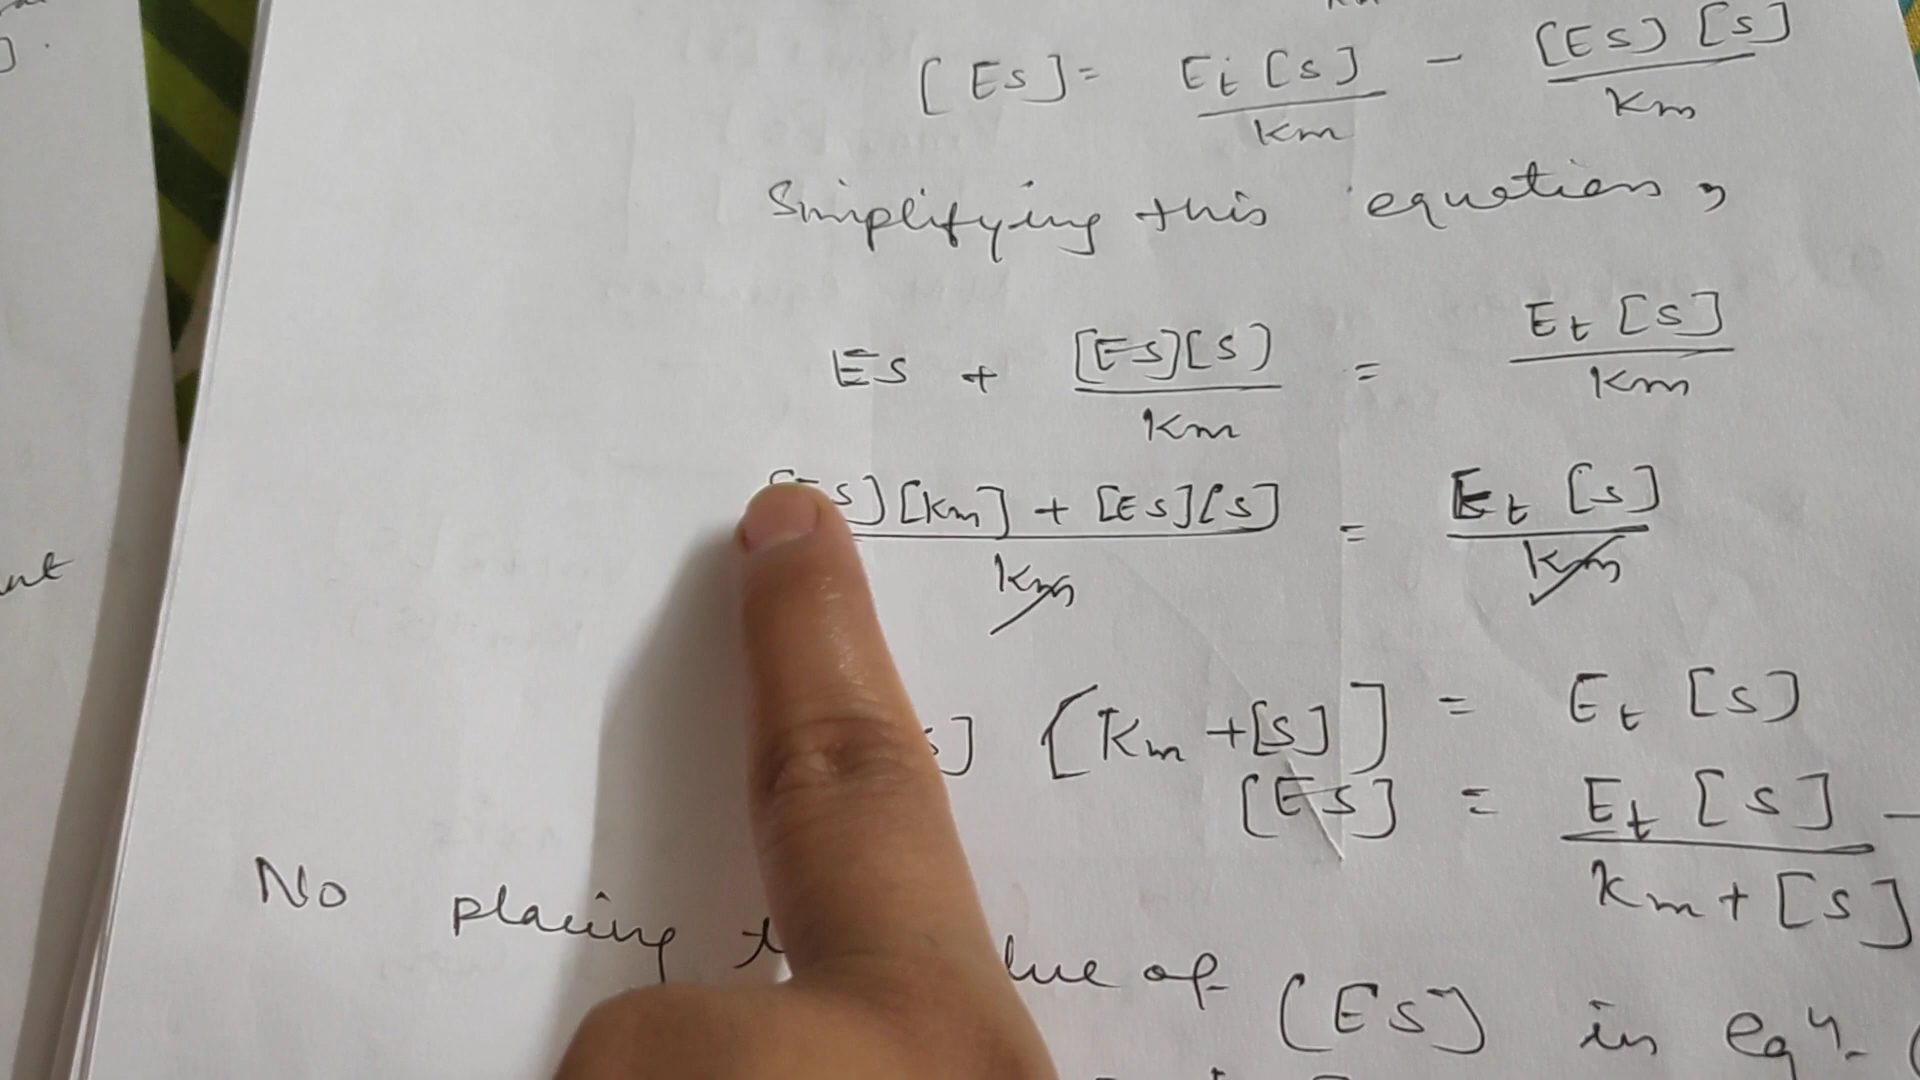 [ES] = Et [S] / Km - [ES] [S] / Km
Simplifying this equation,
ES + [ES][S] / Km = Et [S] / Km
S][Km] + [ES][S] / Km = Et [S] / Km
s] [Km + [S]] = Et [S]
[ES] = Et [S] / Km + [S] -
No placing of
[ES] in eqn. (